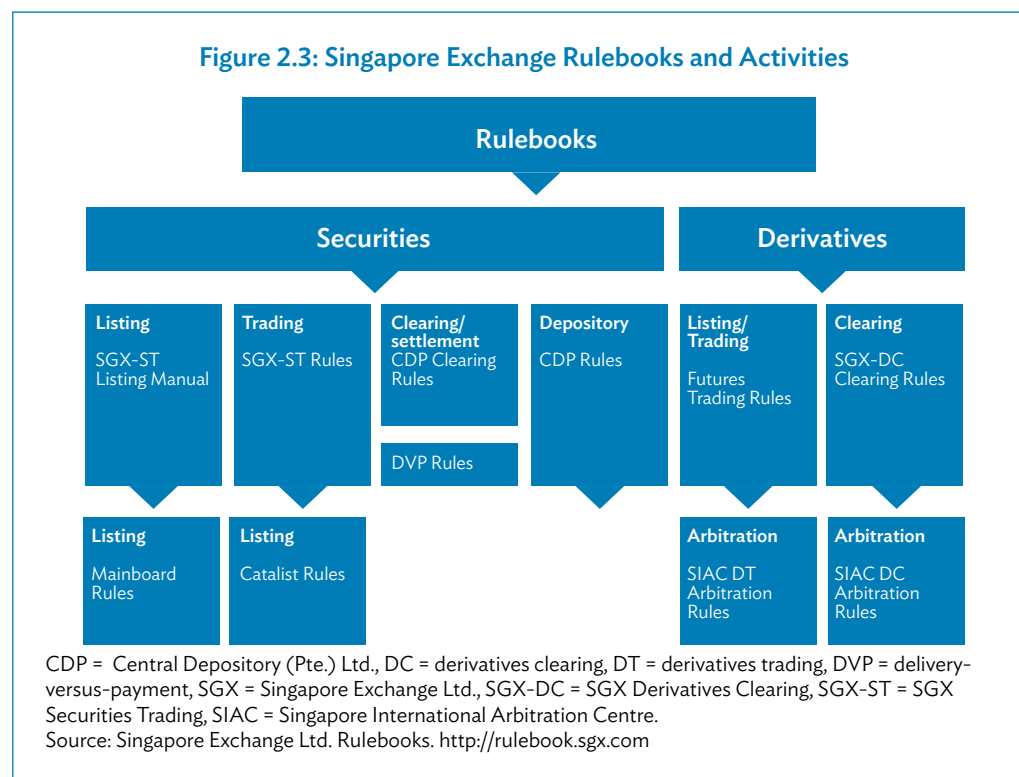 Figure 2.3: Singapore Exchange Rulebooks and Activities
Rulebooks
Securities
Derivatives
Listing
SGX-ST
Listing Manual
Trading
SGX-ST Rules
Clearing/
settlement
CDP Clearing
Rules
DVP Rules
Depository
CDP Rules
Listing/
Trading
Futures
Trading Rules
Clearing
SGX-DC
Clearing Rules
Listing
Mainboard
Rules
Listing
Catalist Rules
Arbitration
SIAC DT
Arbitration
Rules
Arbitration
SIAC DC
Arbitration
Rules
CDP = Central Depository (Pte.) Ltd., DC = derivatives clearing, DT = derivatives trading, DVP = delivery-
versus-payment, SGX = Singapore Exchange Ltd., SGX-DC = SGX Derivatives Clearing, SGX-ST = SGX
Securities Trading, SIAC = Singapore International Arbitration Centre.
Source: Singapore Exchange Ltd. Rulebooks. http://rulebook.sgx.com